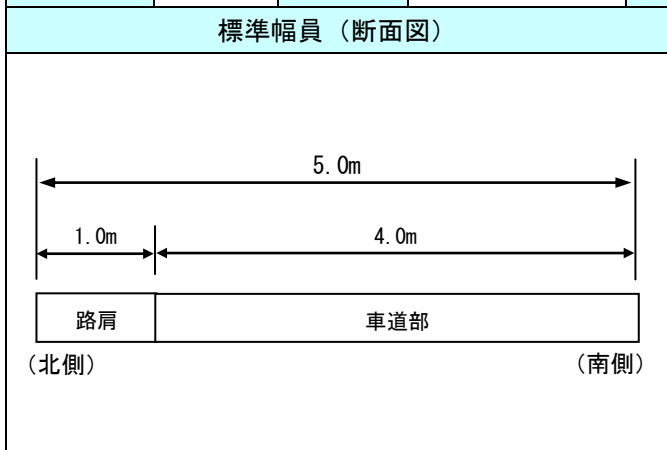 標準幅員（断面図）
5.0m
1.0m
4.0m
路肩
車道部
（北側）
（南側）